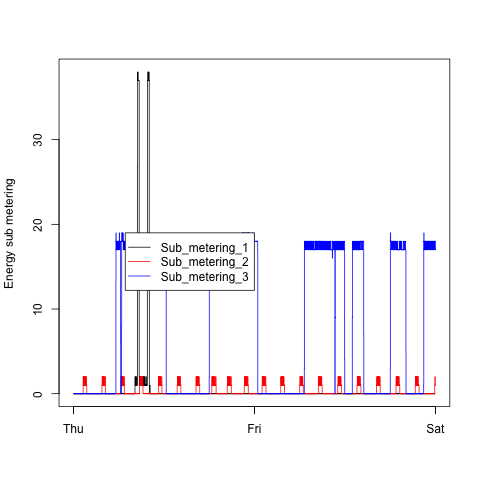 Energy sub metering
30
20
10
0
Sub_metering_1
Sub_metering_2
Sub_metering_3
Thu
Fri
Sat